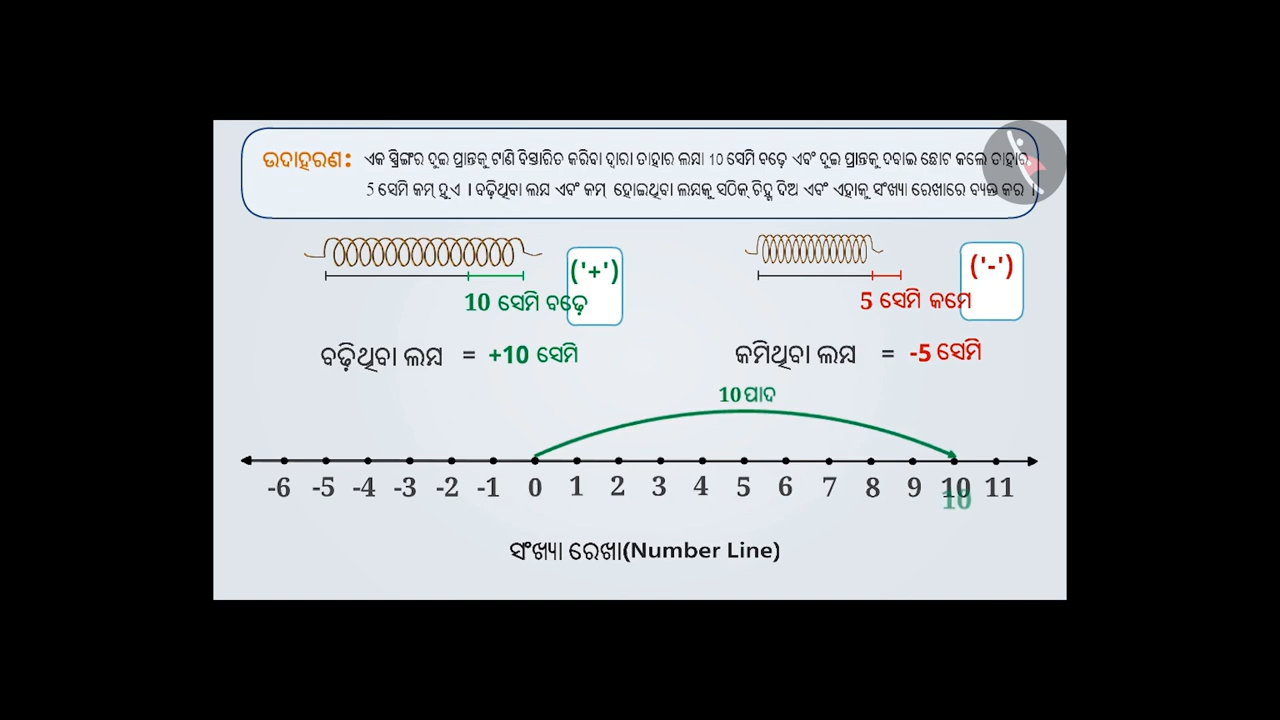 ଉଦାହରଣ: ଏକ ସ୍ପ୍ରିଙ୍ଗର ଦୁଇ ପ୍ରାନ୍ତକୁ ଟାଣି ବିସ୍ତାରିତ କରିବା ଦ୍ୱାରା ତାହାର ଲମ୍ବା 10 ସେମି ବଢ଼େ ଏବଂ ଦୁଇ ପ୍ରାନ୍ତକୁ ଦବାଇ ଛୋଟ କଲେ ତାହାର
5 ସେମି କମ୍ ହୁଏ । ବଢ଼ିଥିବା ଲମ୍ବ ଏବଂ କମ୍ ହୋଇଥିବା ଲମ୍ବକୁ ସଠିକ୍ ଚିହ୍ନ ଦିଅ ଏବଂ ଏହାକୁ ସଂଖ୍ୟା ରେଖାରେ ବ୍ୟକ୍ତ କର ।
('+') ('-')
10 ସେମି ବଢ଼େ 5 ସେମି କମେ
ବଢ଼ିଥିବା ଲମ୍ବ = +10 ସେମି କମିଥିବା ଲମ୍ବ = -5 ସେମି
10 ପାଦ
-6 -5 -4 -3 -2 -1 0 1 2 3 4 5 6 7 8 9 10 11
10
ସଂଖ୍ୟା ରେଖା(Number Line)